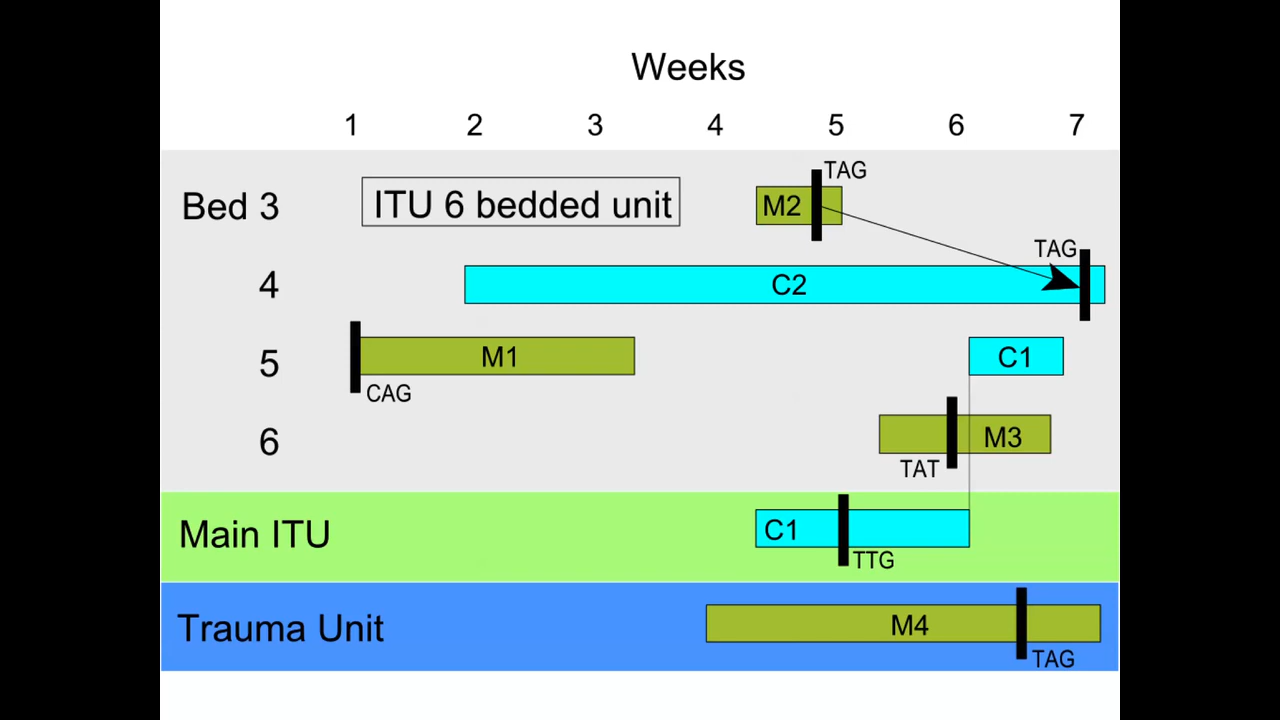 Weeks
1 2 3 4 5 6 7
TAG
Bed 3 ITU 6 bedded unit M2
TAG
4 C2
5 M1 C1
CAG
6 M3
TAT
Main ITU C1
TTG
Trauma Unit M4
TAG